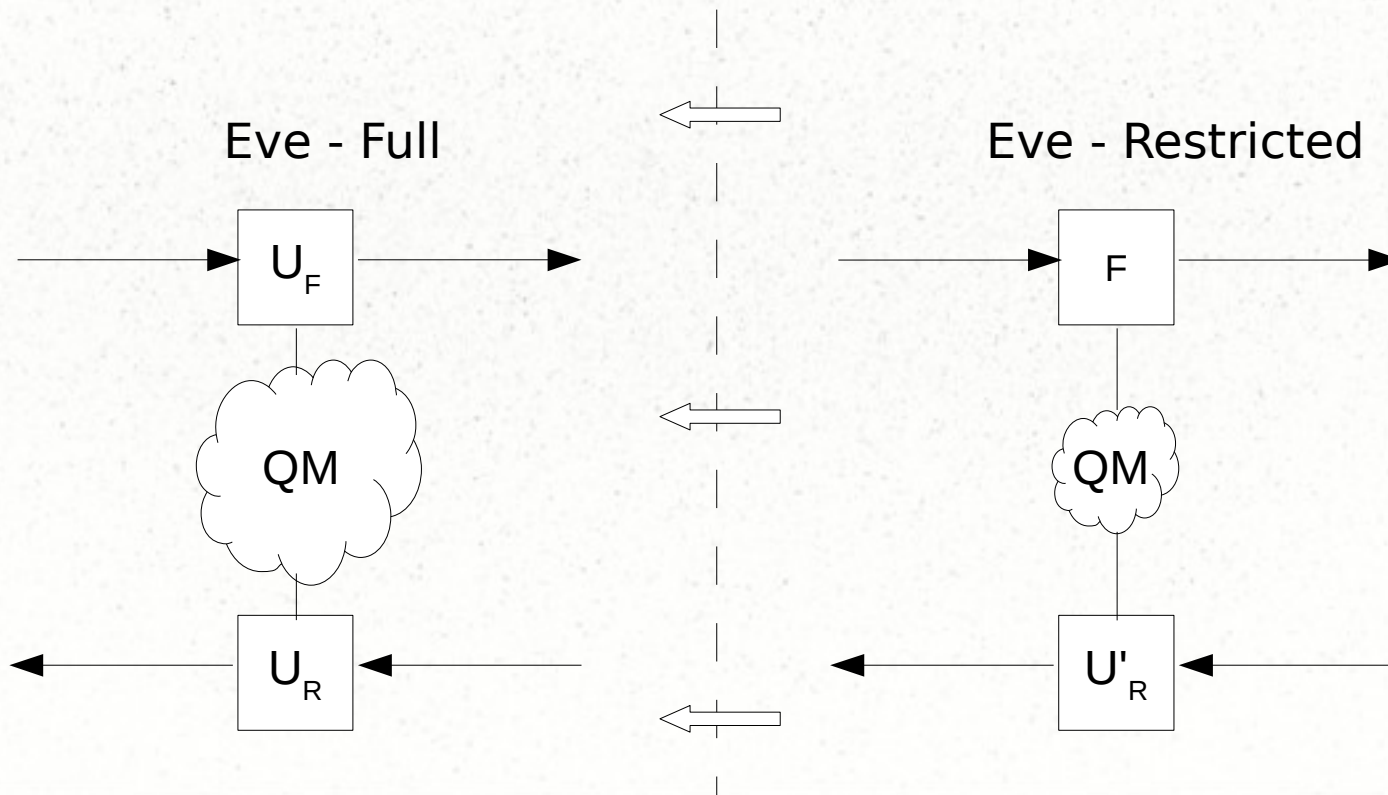 Eve - Full
U_F
QM
U_R
Eve - Restricted
F
QM
U'_R